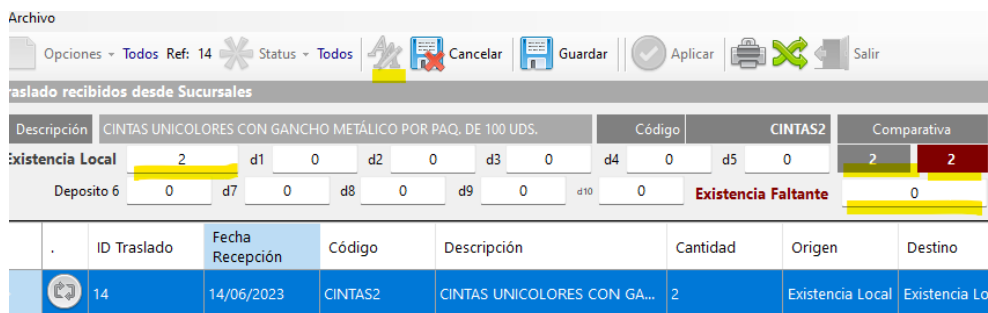 Archivo
Opciones Todos Ref: 14 Status Todos Cancelar Guardar Aplicar Salir
raslado recibidos desde Sucursales
Descripción CINTAS UNICOLORES CON GANCHO METÁLICO POR PAQ. DE 100 UDS. Código CINTAS2 Comparativa
Existencia Local 2 d1 0 d2 0 d3 0 d4 0 d5 0 2 2
Deposito 6 0 d7 0 d8 0 d9 0 d10 0 Existencia Faltante 0
. ID Traslado Fecha Recepción Código Descripción Cantidad Origen Destino
14 14/06/2023 CINTAS2 CINTAS UNICOLORES CON GA... 2 Existencia Local Existencia Lo